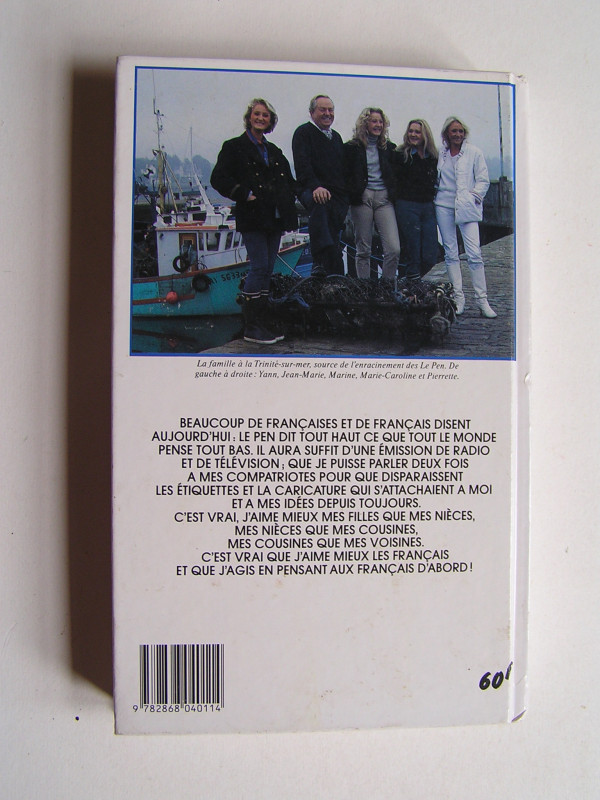 La famille à la Trinité-sur-mer, source de l'enracinement des Le Pen. De
gauche à droite : Yann, Jean-Marie, Marine, Marie-Caroline et Pierrette.
BEAUCOUP DE FRANÇAISES ET DE FRANÇAIS DISENT
AUJOURD'HUI : LE PEN DIT TOUT HAUT CE QUE TOUT LE MONDE
PENSE TOUT BAS. IL AURA SUFFIT D'UNE ÉMISSION DE RADIO
ET DE TÉLÉVISION ; QUE JE PUISSE PARLER DEUX FOIS
A MES COMPATRIOTES POUR QUE DISPARAISSENT
LES ÉTIQUETTES ET LA CARICATURE QUI S'ATTACHAIENT A MOI
ET A MES IDÉES DEPUIS TOUJOURS.
C'EST VRAI, J'AIME MIEUX MES FILLES QUE MES NIÈCES,
MES NIÈCES QUE MES COUSINES,
MES COUSINES QUE MES VOISINES.
C'EST VRAI QUE J'AIME MIEUX LES FRANÇAIS
ET QUE J'AGIS EN PENSANT AUX FRANÇAIS D'ABORD !
60f
9 782868 040114